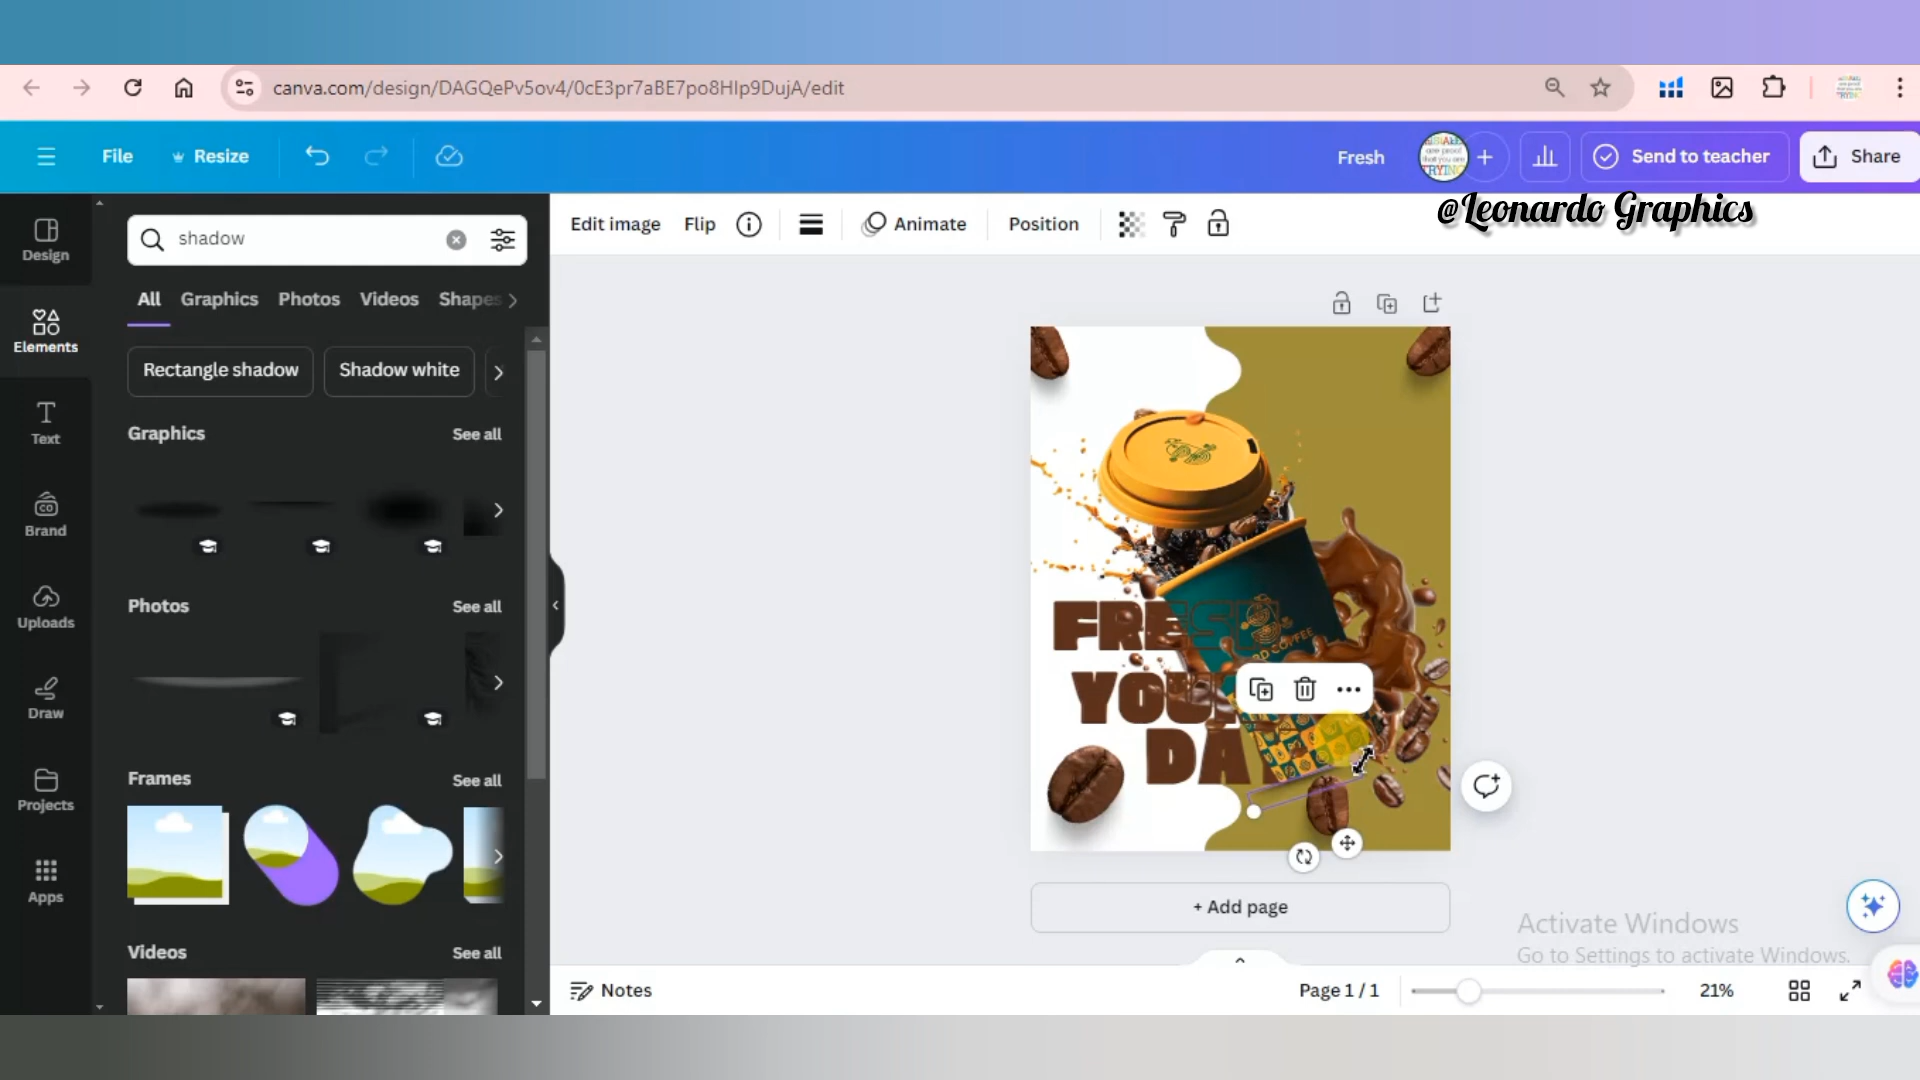 canva.com/design/DAGQePv5ov4/0cE3pr7aBE7po8HIp9DujA/edit
File
Resize
Fresh
Send to teacher
Share
@Leonardo Graphics
Design
Elements
Text
Brand
Uploads
Draw
Projects
Apps
shadow
All
Graphics
Photos
Videos
Shapes
Rectangle shadow
Shadow white
Graphics
See all
Photos
See all
Frames
See all
Videos
See all
Edit image
Flip
Animate
Position
FRESH
COFFEE
YOUR
DA
+ Add page
Activate Windows
Go to Settings to activate Windows.
Notes
Page 1 / 1
21%